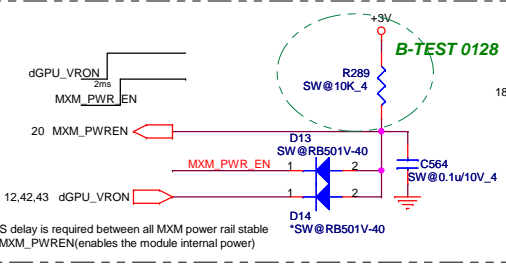 +3V
B-TEST 0128
dGPU_VRON
2ms
MXM_PWR_EN
R289
SW@10K_4
18
20 MXM_PWREN
D13
SW@RB501V-40
MXM_PWR_EN 1 2
C564
SW@0.1u/10V_4
12,42,43 dGPU_VRON 1 2
D14
*SW@RB501V-40
S delay is required between all MXM power rail stable
MXM_PWREN(enables the module internal power)